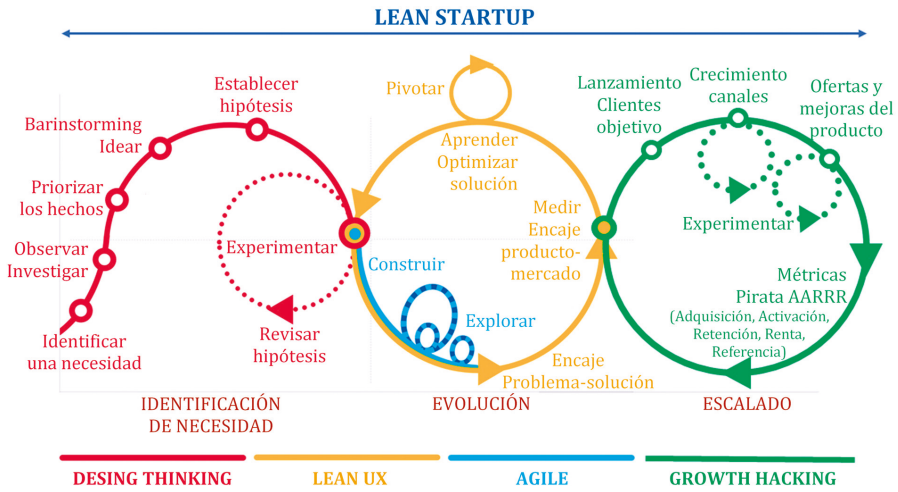 LEAN STARTUP
Establecer
hipótesis
Barinstorming
Idear
Priorizar
los hechos
Observar
Investigar
Identificar
una necesidad
Experimentar
Revisar
hipótesis
Pivotar
Aprender
Optimizar
solución
Medir
Encaje
producto-
mercado
Construir
Explorar
Encaje
Problema-solución
Lanzamiento
Clientes
objetivo
Crecimiento
canales
Ofertas y
mejoras del
producto
Experimentar
Métricas
Pirata AARRR
(Adquisición, Activación,
Retención, Renta,
Referencia)
IDENTIFICACIÓN
DE NECESIDAD
EVOLUCIÓN
ESCALADO
DESING THINKING
LEAN UX
AGILE
GROWTH HACKING